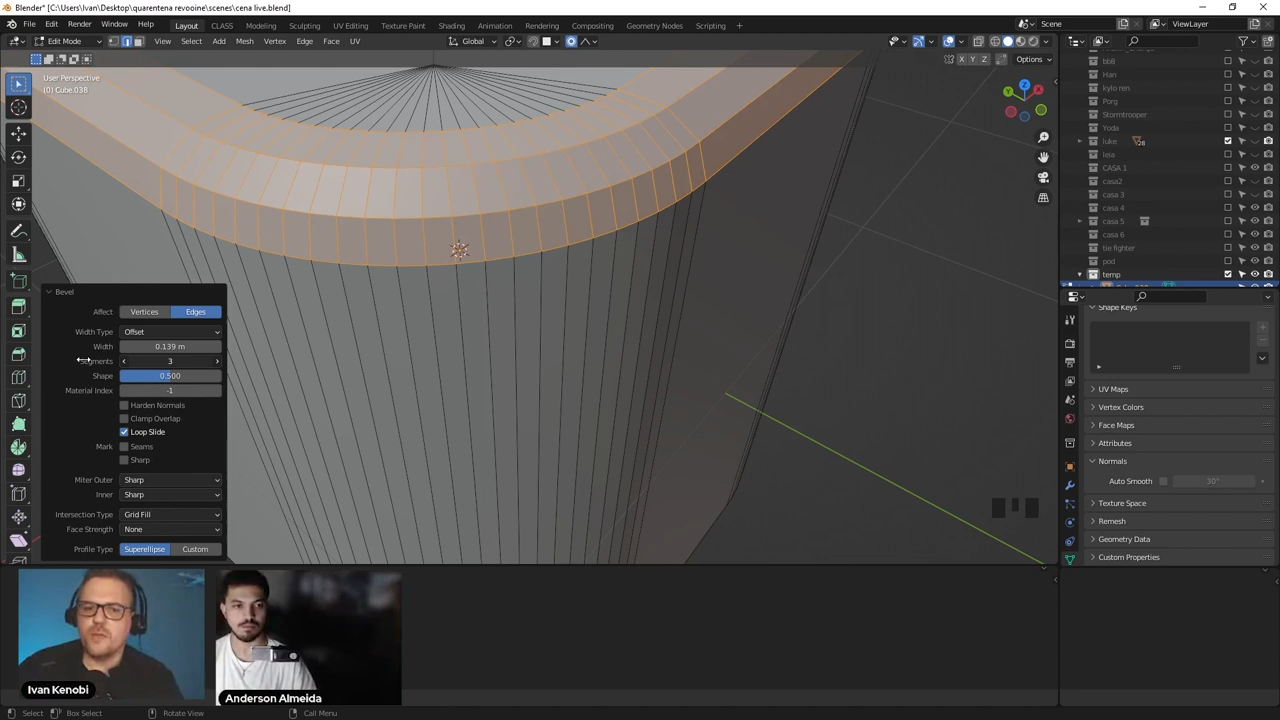 Blender* [C:\Users\Ivan\Desktop\quarentena revooine\scenes\cena live.blend]
File Edit Render Window Help Layout CLASS Modeling Sculpting UV Editing Texture Paint Shading Animation Rendering Compositing Geometry Nodes Scripting Scene ViewLayer
Edit Mode View Select Add Mesh Vertex Edge Face UV Global
X Y Z Options
User Perspective
(0) Cube.038
Z
Y
X
bb8
Han
kylo ren
Porg
Stormtrooper
Yoda
luke 28
leia
CASA 1
casa2
casa 3
casa 4
casa 5
casa 6
tie fighter
pod
temp
Shape Keys
UV Maps
Vertex Colors
Face Maps
Attributes
Normals
Auto Smooth 30°
Texture Space
Remesh
Geometry Data
Custom Properties
Bevel
Affect Vertices Edges
Width Type Offset
Width 0.139 m
Segments 3
Shape 0.500
Material Index -1
Harden Normals
Clamp Overlap
Loop Slide
Mark Seams
Sharp
Miter Outer Sharp
Inner Sharp
Intersection Type Grid Fill
Face Strength None
Profile Type Superellipse Custom
Ivan Kenobi
Anderson Almeida
Select Box Select Rotate View Call Menu